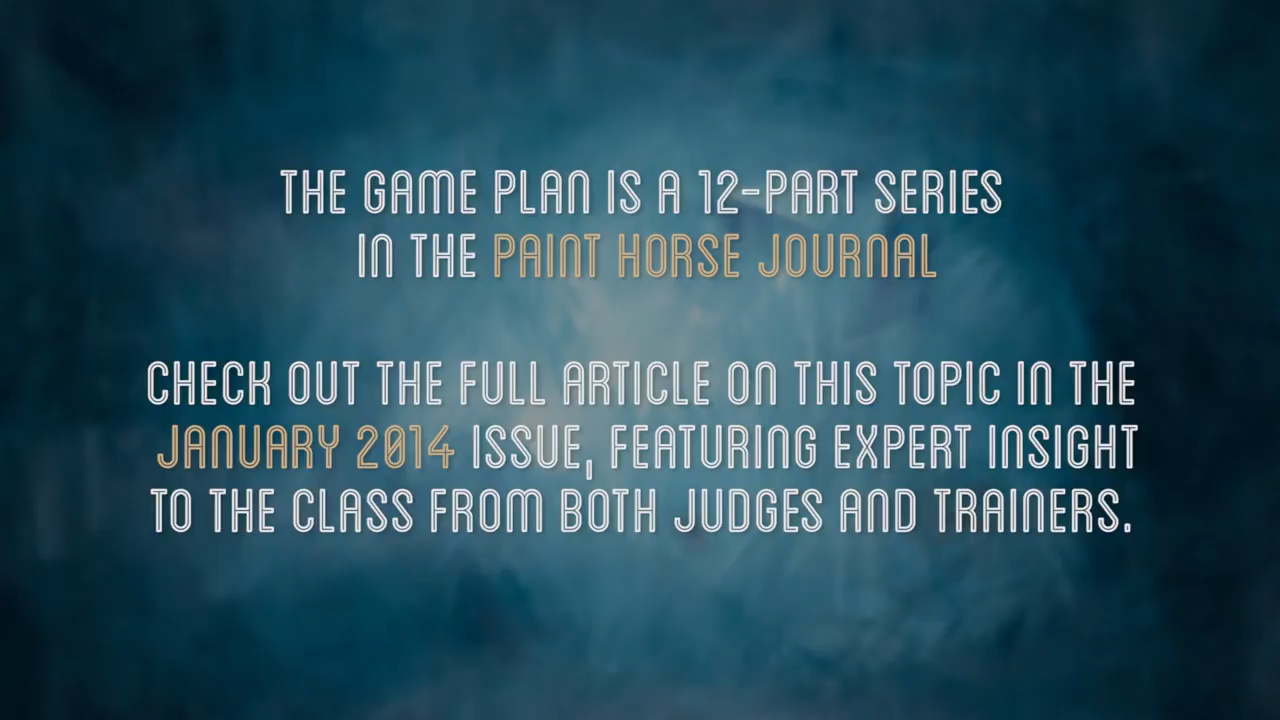 THE GAME PLAN IS A 12-PART SERIES
IN THE PAINT HORSE JOURNAL
CHECK OUT THE FULL ARTICLE ON THIS TOPIC IN THE
JANUARY 2014 ISSUE, FEATURING EXPERT INSIGHT
TO THE CLASS FROM BOTH JUDGES AND TRAINERS.